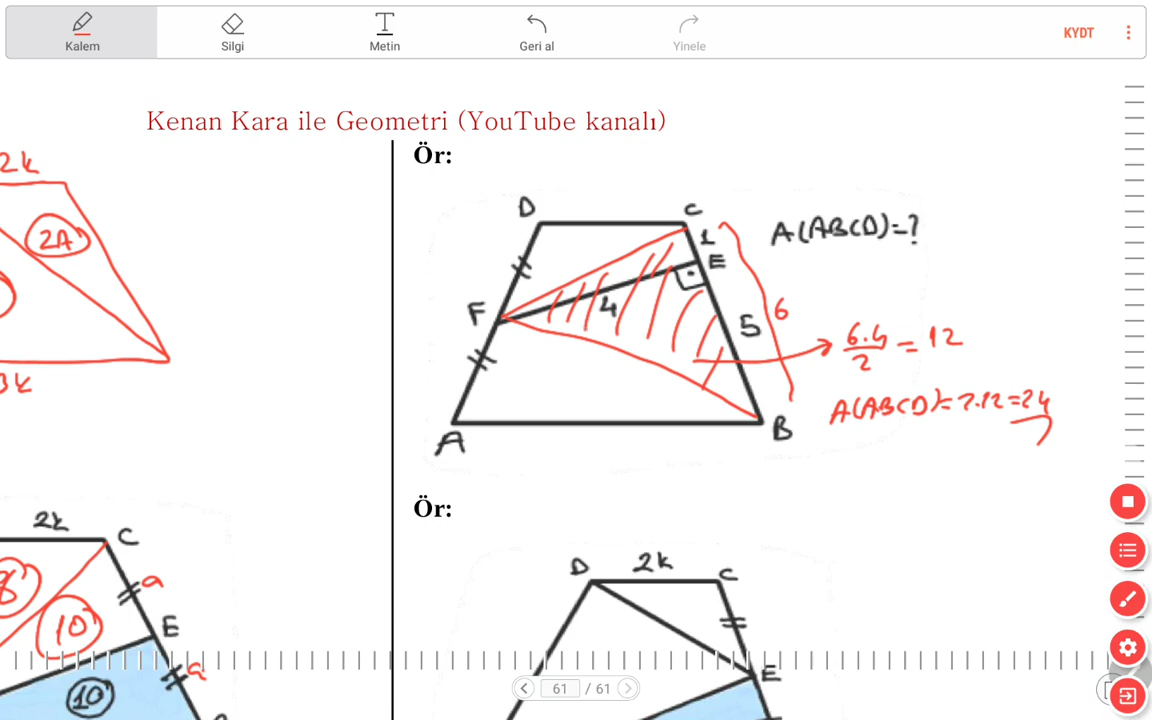 Kalem
Silgi
Metin
Geri al
Yinele
KYDT
Kenan Kara ile Geometri (YouTube kanalı)
2k
2A
3k
Ör:
D
C
1
E
F
4
5
6
A
B
A(ABCD)=?
6.4/2 = 12
A(ABCD)=2.12=24
Ör:
2k
C
a
8
10
E
a
10
D
2k
C
E
61 / 61